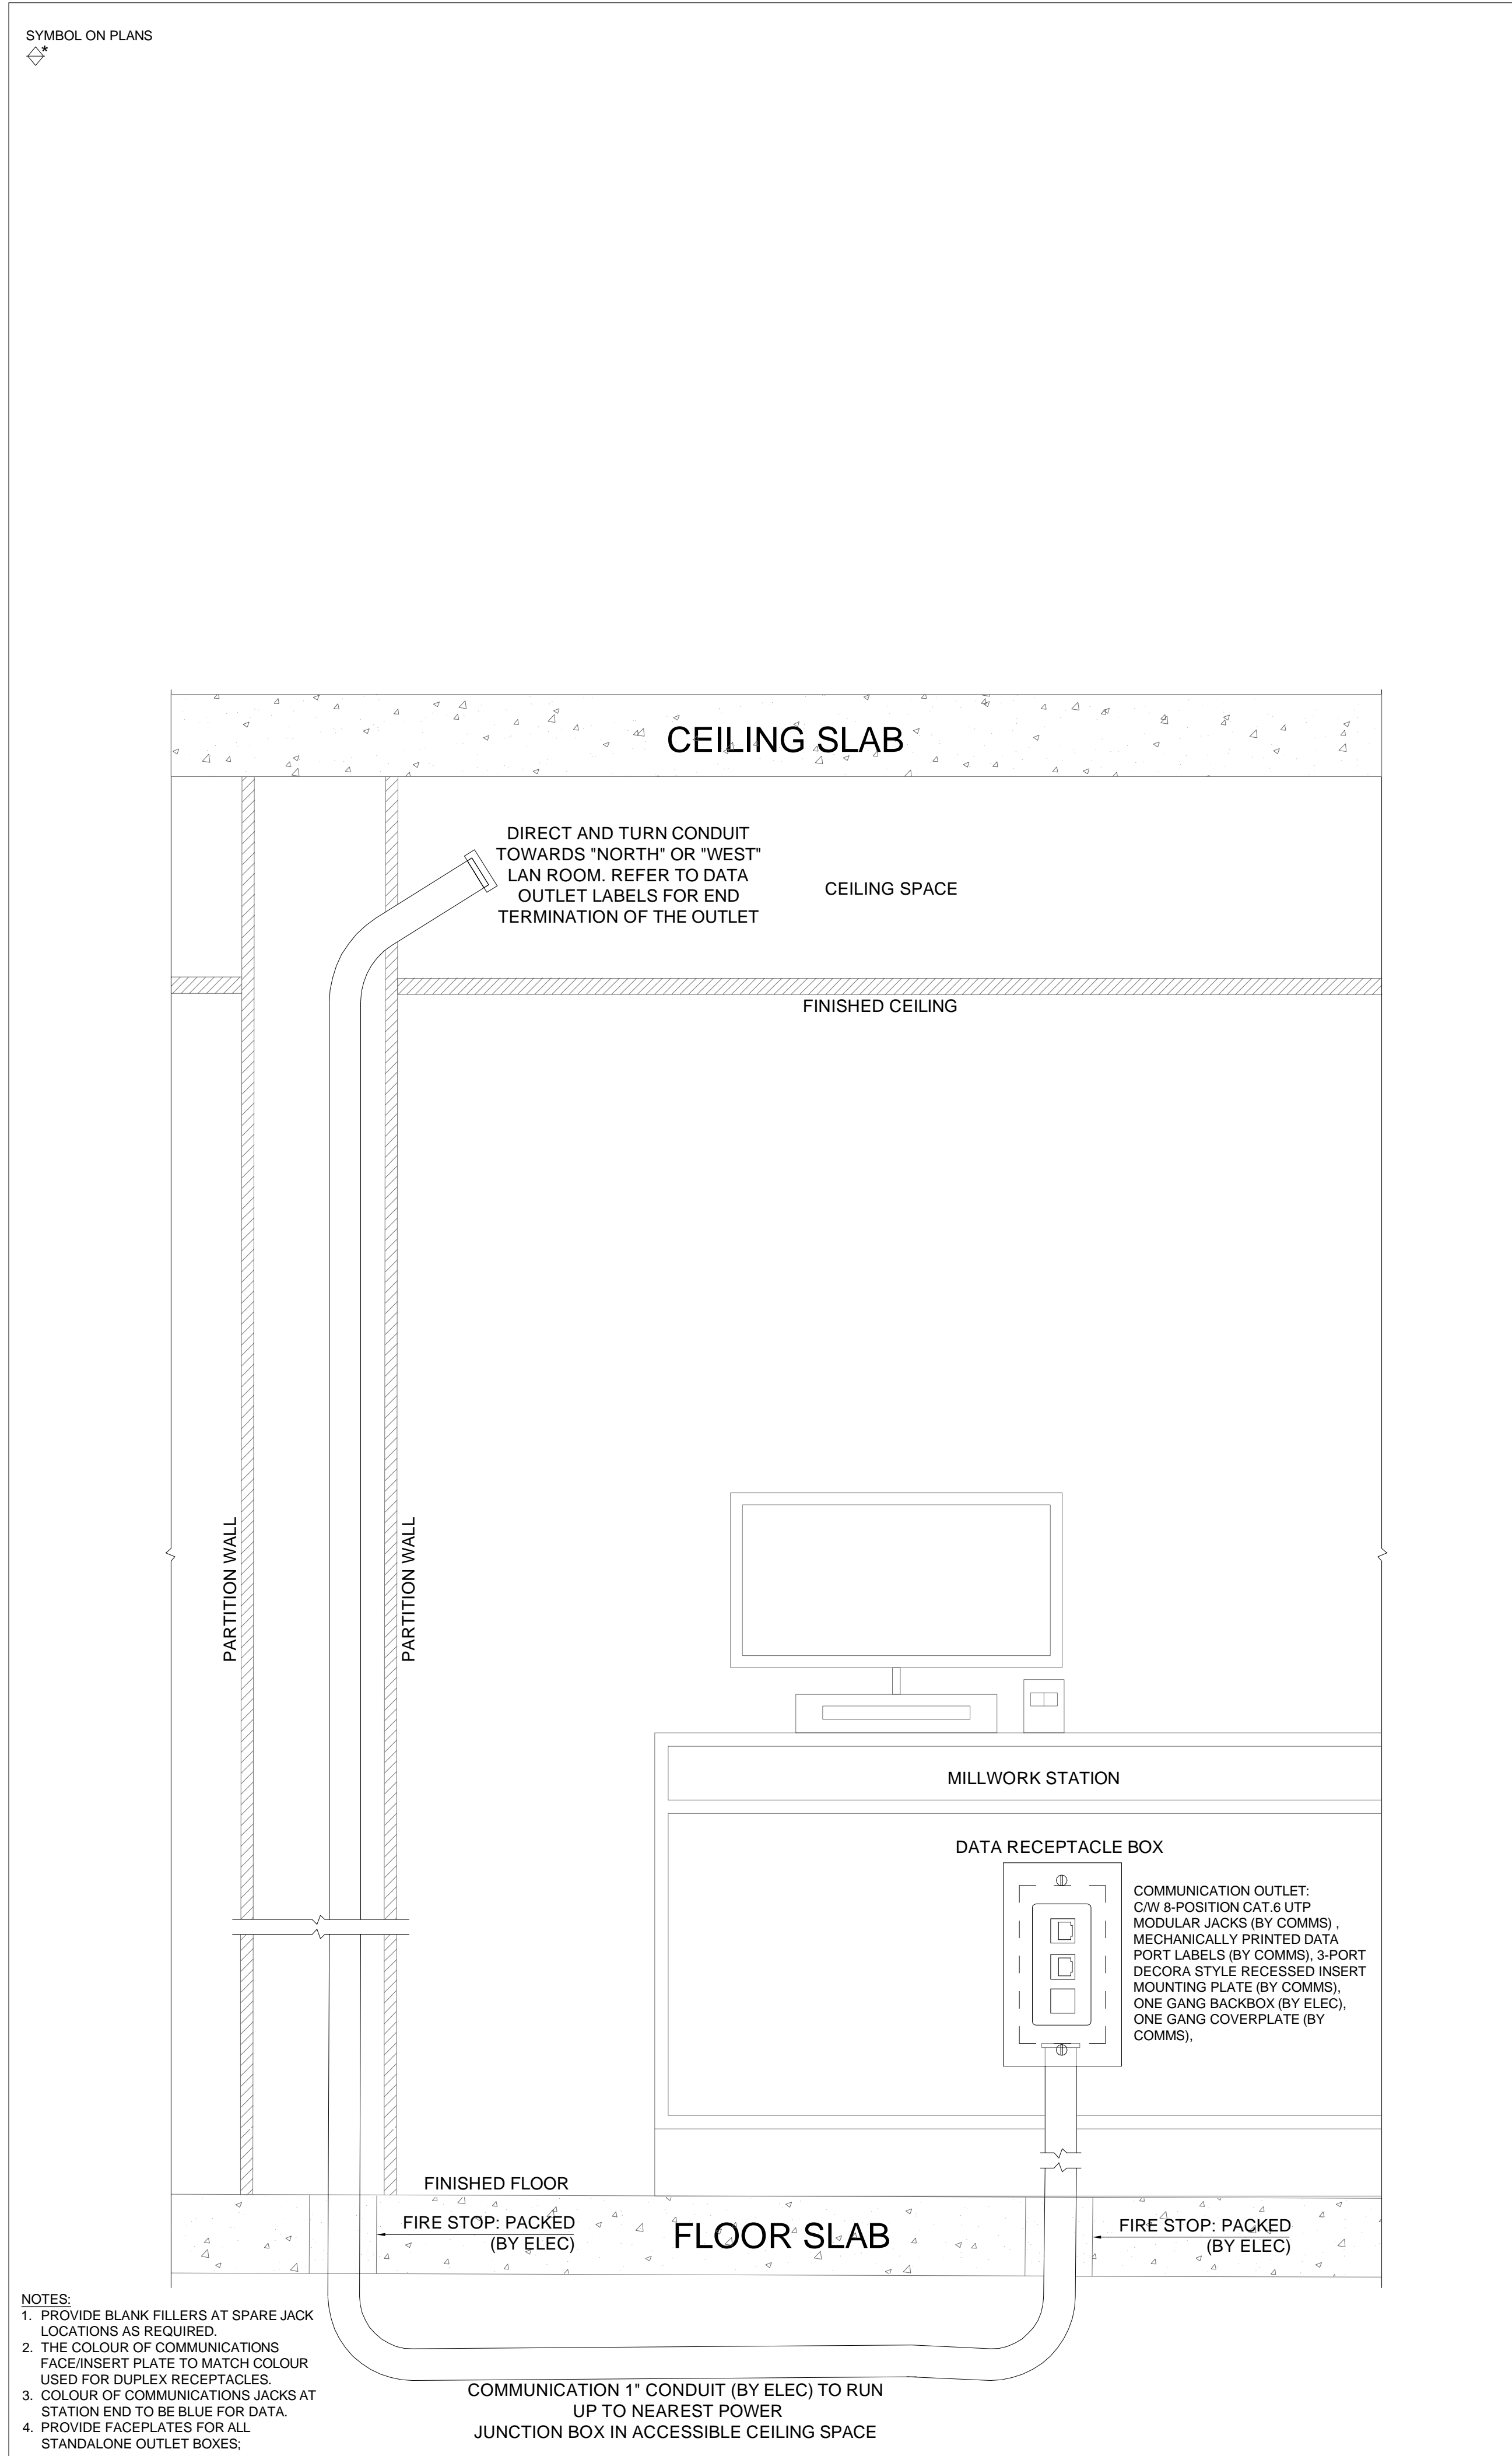 SYMBOL ON PLANS
*
CEILING SLAB
DIRECT AND TURN CONDUIT
TOWARDS "NORTH" OR "WEST"
LAN ROOM. REFER TO DATA
OUTLET LABELS FOR END
TERMINATION OF THE OUTLET
CEILING SPACE
FINISHED CEILING
PARTITION WALL
PARTITION WALL
MILLWORK STATION
DATA RECEPTACLE BOX
COMMUNICATION OUTLET:
C/W 8-POSITION CAT.6 UTP
MODULAR JACKS (BY COMMS) ,
MECHANICALLY PRINTED DATA
PORT LABELS (BY COMMS), 3-PORT
DECORA STYLE RECESSED INSERT
MOUNTING PLATE (BY COMMS),
ONE GANG BACKBOX (BY ELEC),
ONE GANG COVERPLATE (BY
COMMS),
FINISHED FLOOR
FIRE STOP: PACKED
(BY ELEC)
FLOOR SLAB
FIRE STOP: PACKED
(BY ELEC)
NOTES:
1. PROVIDE BLANK FILLERS AT SPARE JACK
LOCATIONS AS REQUIRED.
2. THE COLOUR OF COMMUNICATIONS
FACE/INSERT PLATE TO MATCH COLOUR
USED FOR DUPLEX RECEPTACLES.
3. COLOUR OF COMMUNICATIONS JACKS AT
STATION END TO BE BLUE FOR DATA.
4. PROVIDE FACEPLATES FOR ALL
STANDALONE OUTLET BOXES;
COMMUNICATION 1" CONDUIT (BY ELEC) TO RUN
UP TO NEAREST POWER
JUNCTION BOX IN ACCESSIBLE CEILING SPACE